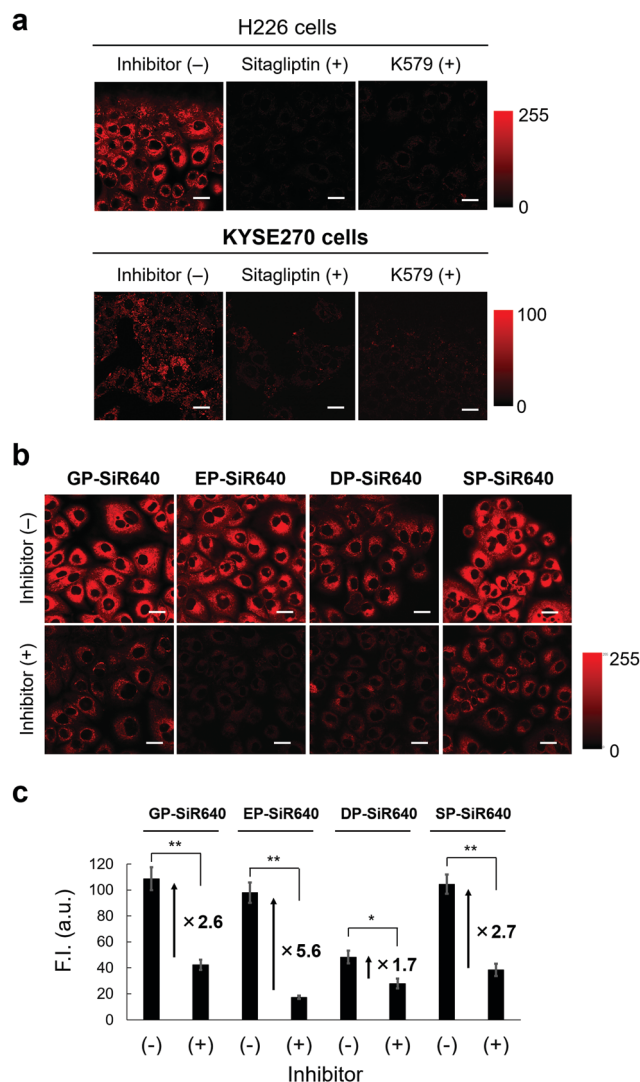 a
H226 cells
Inhibitor (–) Sitagliptin (+) K579 (+)
255
0
KYSE270 cells
Inhibitor (–) Sitagliptin (+) K579 (+)
100
0
b
GP-SiR640 EP-SiR640 DP-SiR640 SP-SiR640
Inhibitor (–)
Inhibitor (+)
255
0
c
GP-SiR640 EP-SiR640 DP-SiR640 SP-SiR640
F.I. (a.u.)
120
100
80
60
40
20
0
** ** * **
×2.6 ×5.6 ×1.7 ×2.7
(-) (+) (-) (+) (-) (+) (-) (+)
Inhibitor